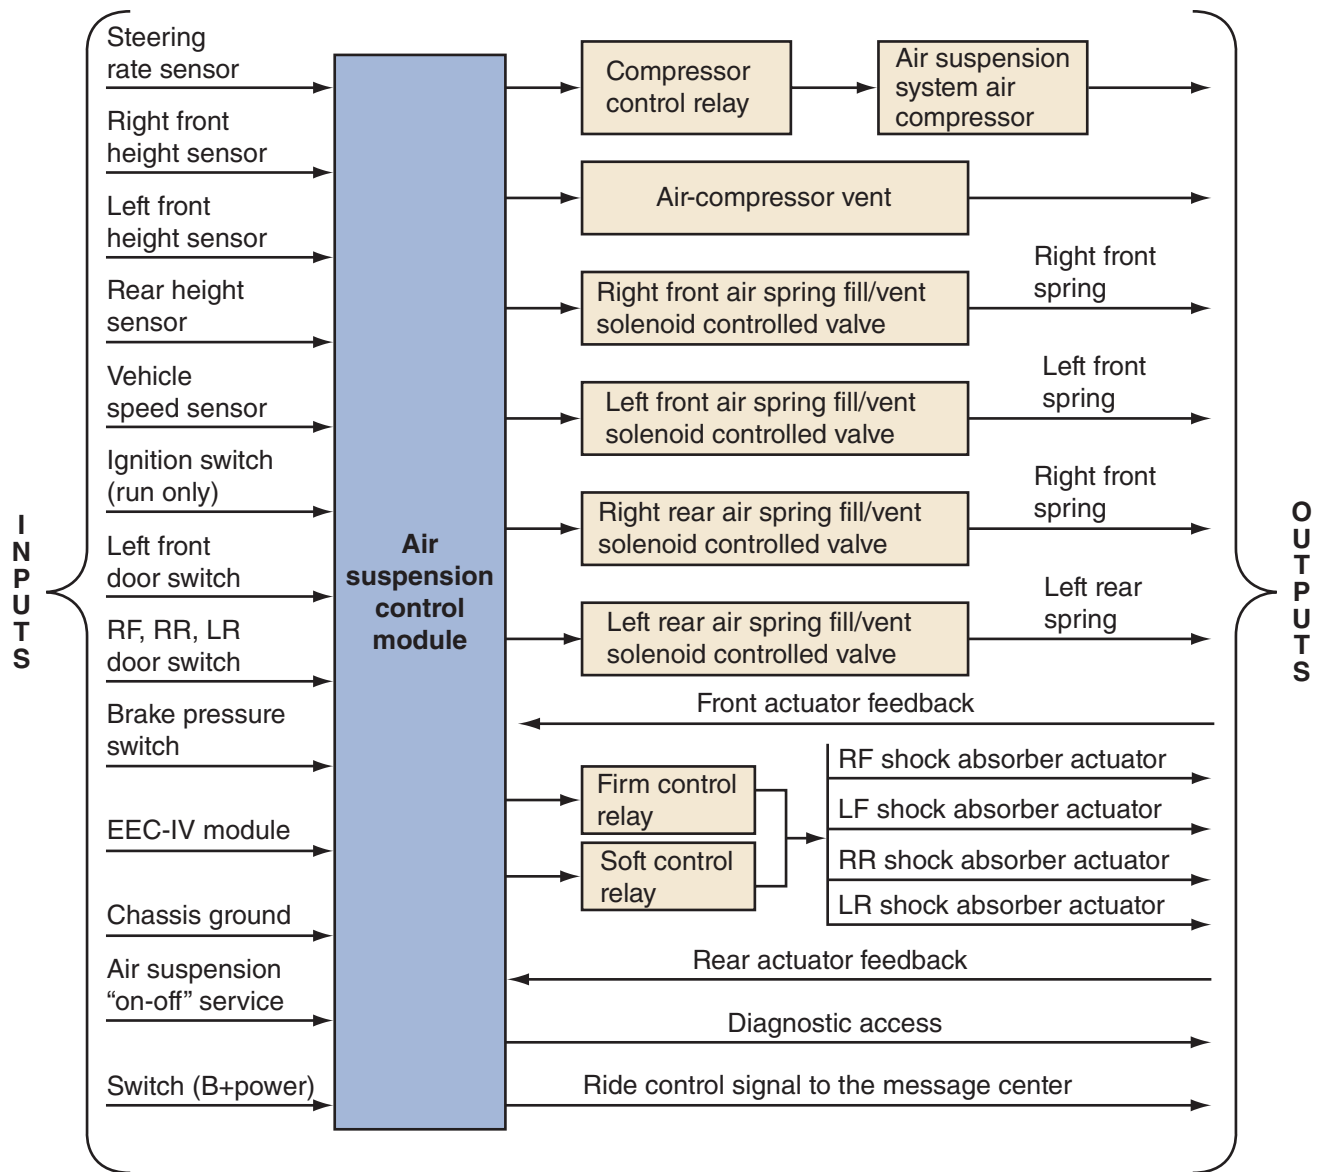 INPUTS
Steering
rate sensor
Right front
height sensor
Left front
height sensor
Rear height
sensor
Vehicle
speed sensor
Ignition switch
(run only)
Left front
door switch
RF, RR, LR
door switch
Brake pressure
switch
EEC-IV module
Chassis ground
Air suspension
“on-off” service
Switch (B+power)
Air
suspension
control
module
Compressor
control relay
Air suspension
system air
compressor
Air-compressor vent
Right front air spring fill/vent
solenoid controlled valve
Right front
spring
Left front air spring fill/vent
solenoid controlled valve
Left front
spring
Right rear air spring fill/vent
solenoid controlled valve
Right front
spring
Left rear air spring fill/vent
solenoid controlled valve
Left rear
spring
Front actuator feedback
Firm control
relay
Soft control
relay
RF shock absorber actuator
LF shock absorber actuator
RR shock absorber actuator
LR shock absorber actuator
Rear actuator feedback
Diagnostic access
Ride control signal to the message center
OUTPUTS